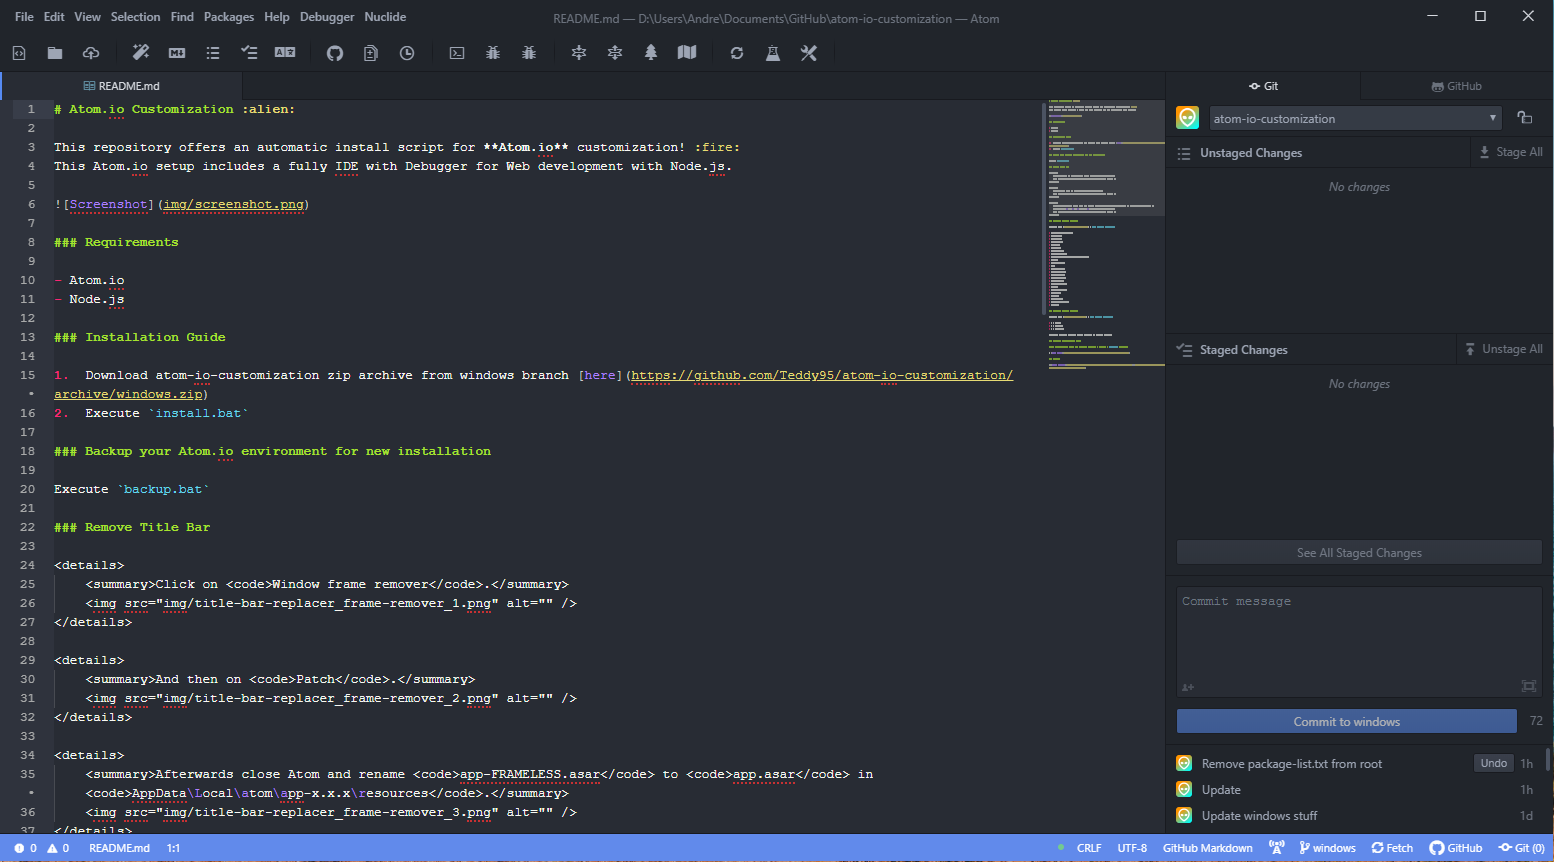 File Edit View Selection Find Packages Help Debugger Nuclide
README.md — D:\Users\Andre\Documents\GitHub\atom-io-customization — Atom
README.md
1 # Atom.io Customization :alien:
2
3 This repository offers an automatic install script for **Atom.io** customization! :fire:
4 This Atom.io setup includes a fully IDE with Debugger for Web development with Node.js.
5
6 ![Screenshot](img/screenshot.png)
7
8 ### Requirements
9
10 - Atom.io
11 - Node.js
12
13 ### Installation Guide
14
15 1.  Download atom-io-customization zip archive from windows branch [here](https://github.com/Teddy95/atom-io-customization/
• archive/windows.zip)
16 2.  Execute `install.bat`
17
18 ### Backup your Atom.io environment for new installation
19
20 Execute `backup.bat`
21
22 ### Remove Title Bar
23
24 <details>
25     <summary>Click on <code>Window frame remover</code>.</summary>
26     <img src="img/title-bar-replacer_frame-remover_1.png" alt="" />
27 </details>
28
29 <details>
30     <summary>And then on <code>Patch</code>.</summary>
31     <img src="img/title-bar-replacer_frame-remover_2.png" alt="" />
32 </details>
33
34 <details>
35     <summary>Afterwards close Atom and rename <code>app-FRAMELESS.asar</code> to <code>app.asar</code> in
•     <code>AppData\Local\atom\app-x.x.x\resources</code>.</summary>
36     <img src="img/title-bar-replacer_frame-remover_3.png" alt="" />
37 </details>
Git
GitHub
atom-io-customization
Unstaged Changes
Stage All
No changes
Staged Changes
Unstage All
No changes
See All Staged Changes
Commit message
Commit to windows 72
Remove package-list.txt from root Undo 1h
Update 1h
Update windows stuff 1d
0 0 README.md 1:1
CRLF UTF-8 GitHub Markdown windows Fetch GitHub Git (0)